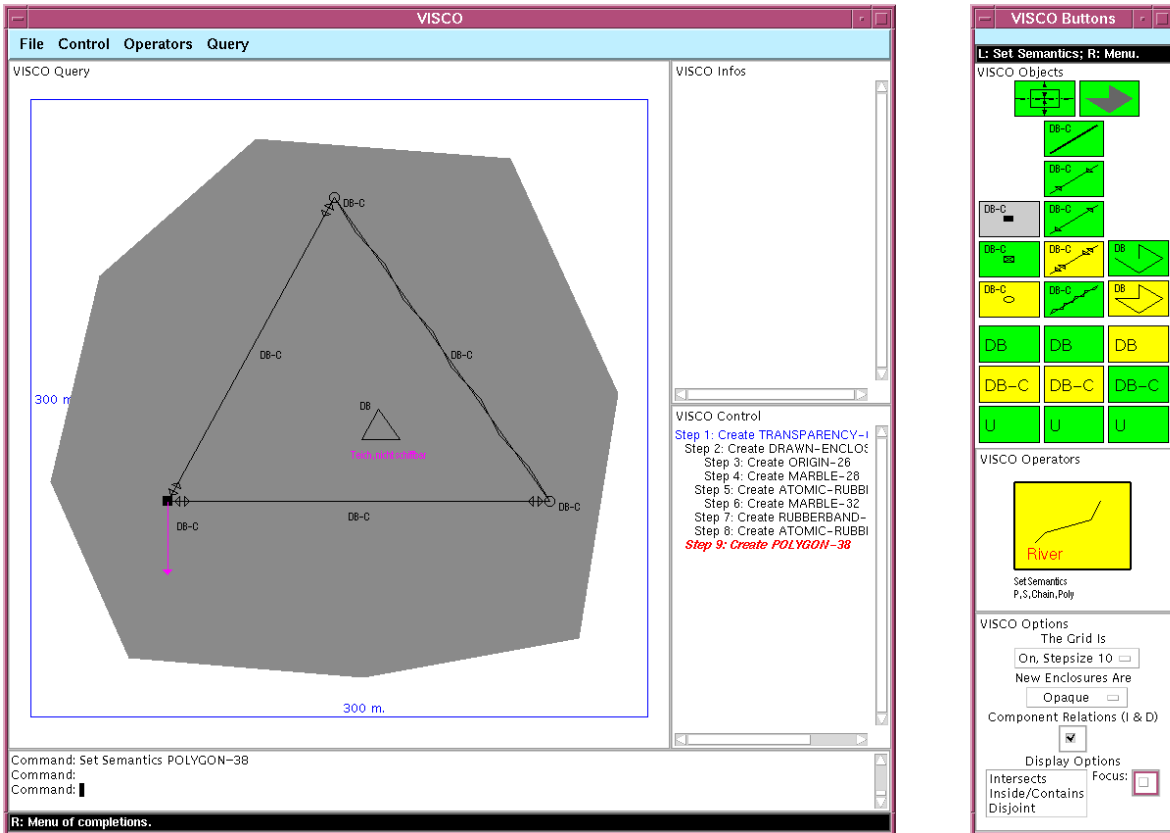 VISCO
File Control Operators Query
VISCO Query
DB-C
DB-C
DB-C
300 m
DB
Teich, nicht schiffbar
DB-C
DB-C
DB-C
300 m.
VISCO Infos
VISCO Control
Step 1: Create TRANSPARENCY-
Step 2: Create DRAWN-ENCLOS
Step 3: Create ORIGIN-26
Step 4: Create MARBLE-28
Step 5: Create ATOMIC-RUBBI
Step 6: Create MARBLE-32
Step 7: Create RUBBERBAND-
Step 8: Create ATOMIC-RUBBI
Step 9: Create POLYGON-38
Command: Set Semantics POLYGON-38
Command:
Command:
R: Menu of completions.
VISCO Buttons
L: Set Semantics; R: Menu.
VISCO Objects
DB-C
DB-C
DB-C DB-C
DB-C DB-C DB
DB-C DB-C DB
DB DB DB
DB-C DB-C DB-C
U U U
VISCO Operators
River
Set Semantics
P, S, Chain, Poly
VISCO Options
The Grid Is
On, Stepsize 10
New Enclosures Are
Opaque
Component Relations (I & D)
Display Options
Intersects
Inside/Contains
Disjoint
Focus: